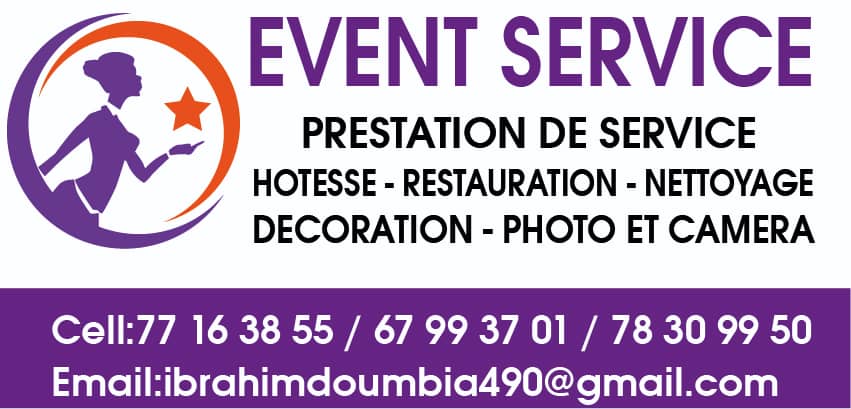 EVENT SERVICE
PRESTATION DE SERVICE
HOTESSE - RESTAURATION - NETTOYAGE
DECORATION - PHOTO ET CAMERA
Cell:77 16 38 55 / 67 99 37 01 / 78 30 99 50
Email:ibrahimdoumbia490@gmail.com